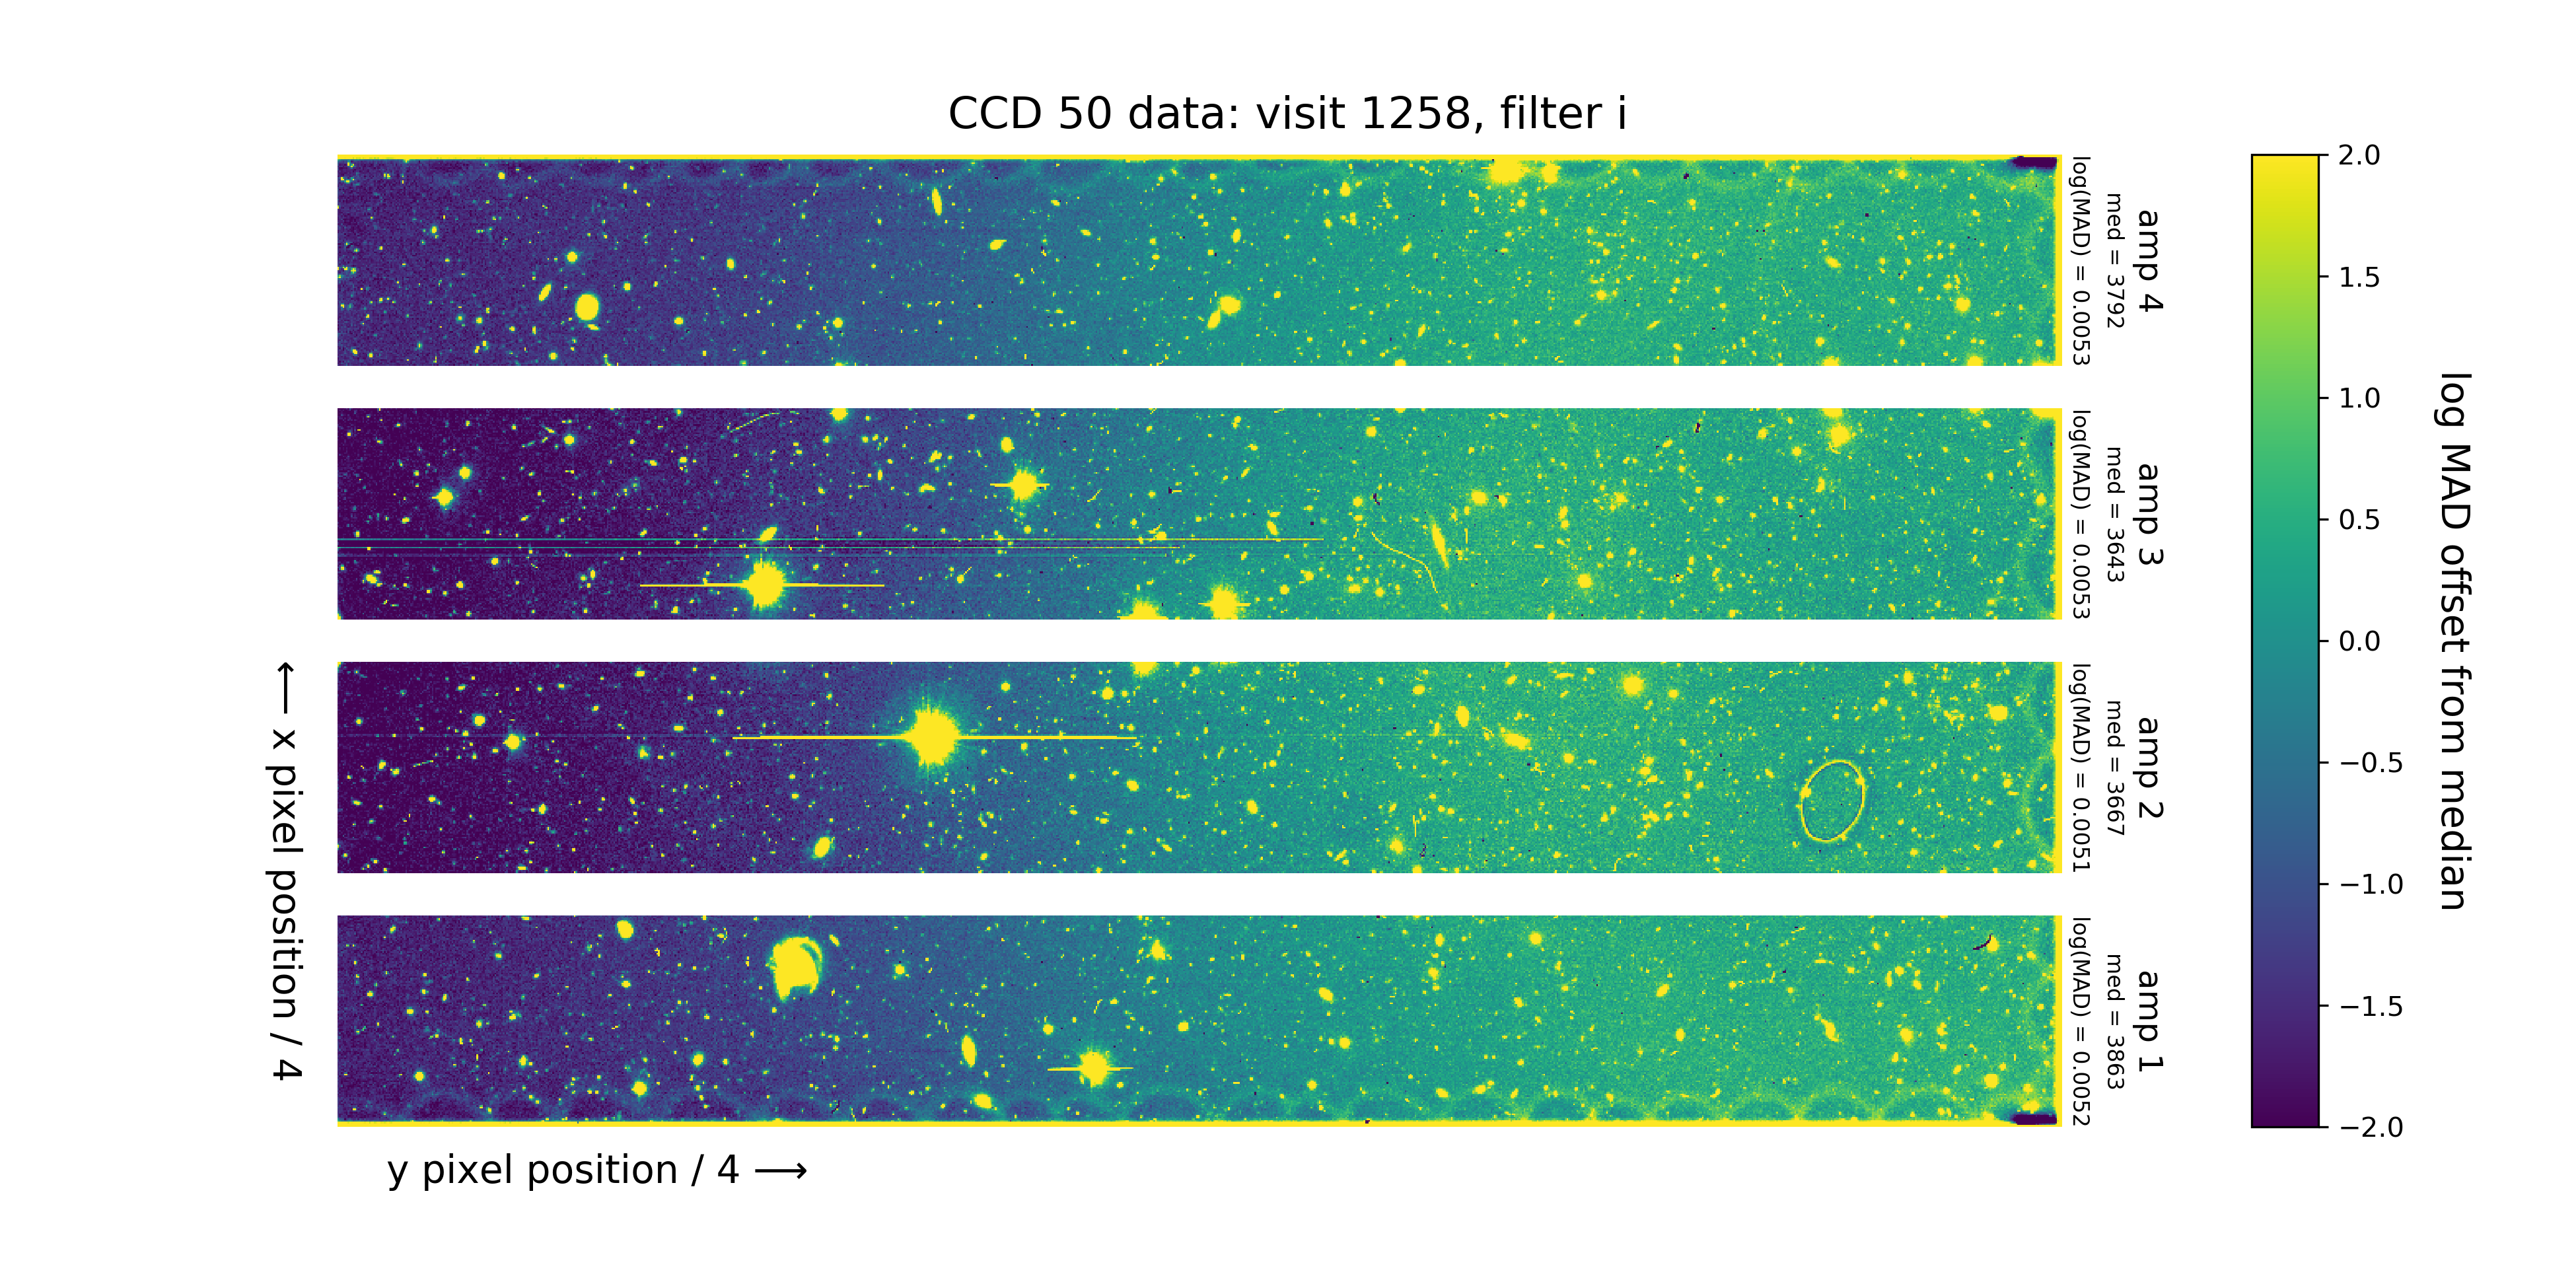 CCD 50 data: visit 1258, filter i
amp 4
med = 3792
log(MAD) = 0.0053
amp 3
med = 3643
log(MAD) = 0.0053
amp 2
med = 3667
log(MAD) = 0.0051
amp 1
med = 3863
log(MAD) = 0.0052
⟵ x pixel position / 4
y pixel position / 4 ⟶
2.0
1.5
1.0
0.5
0.0
−0.5
−1.0
−1.5
−2.0
log MAD offset from median